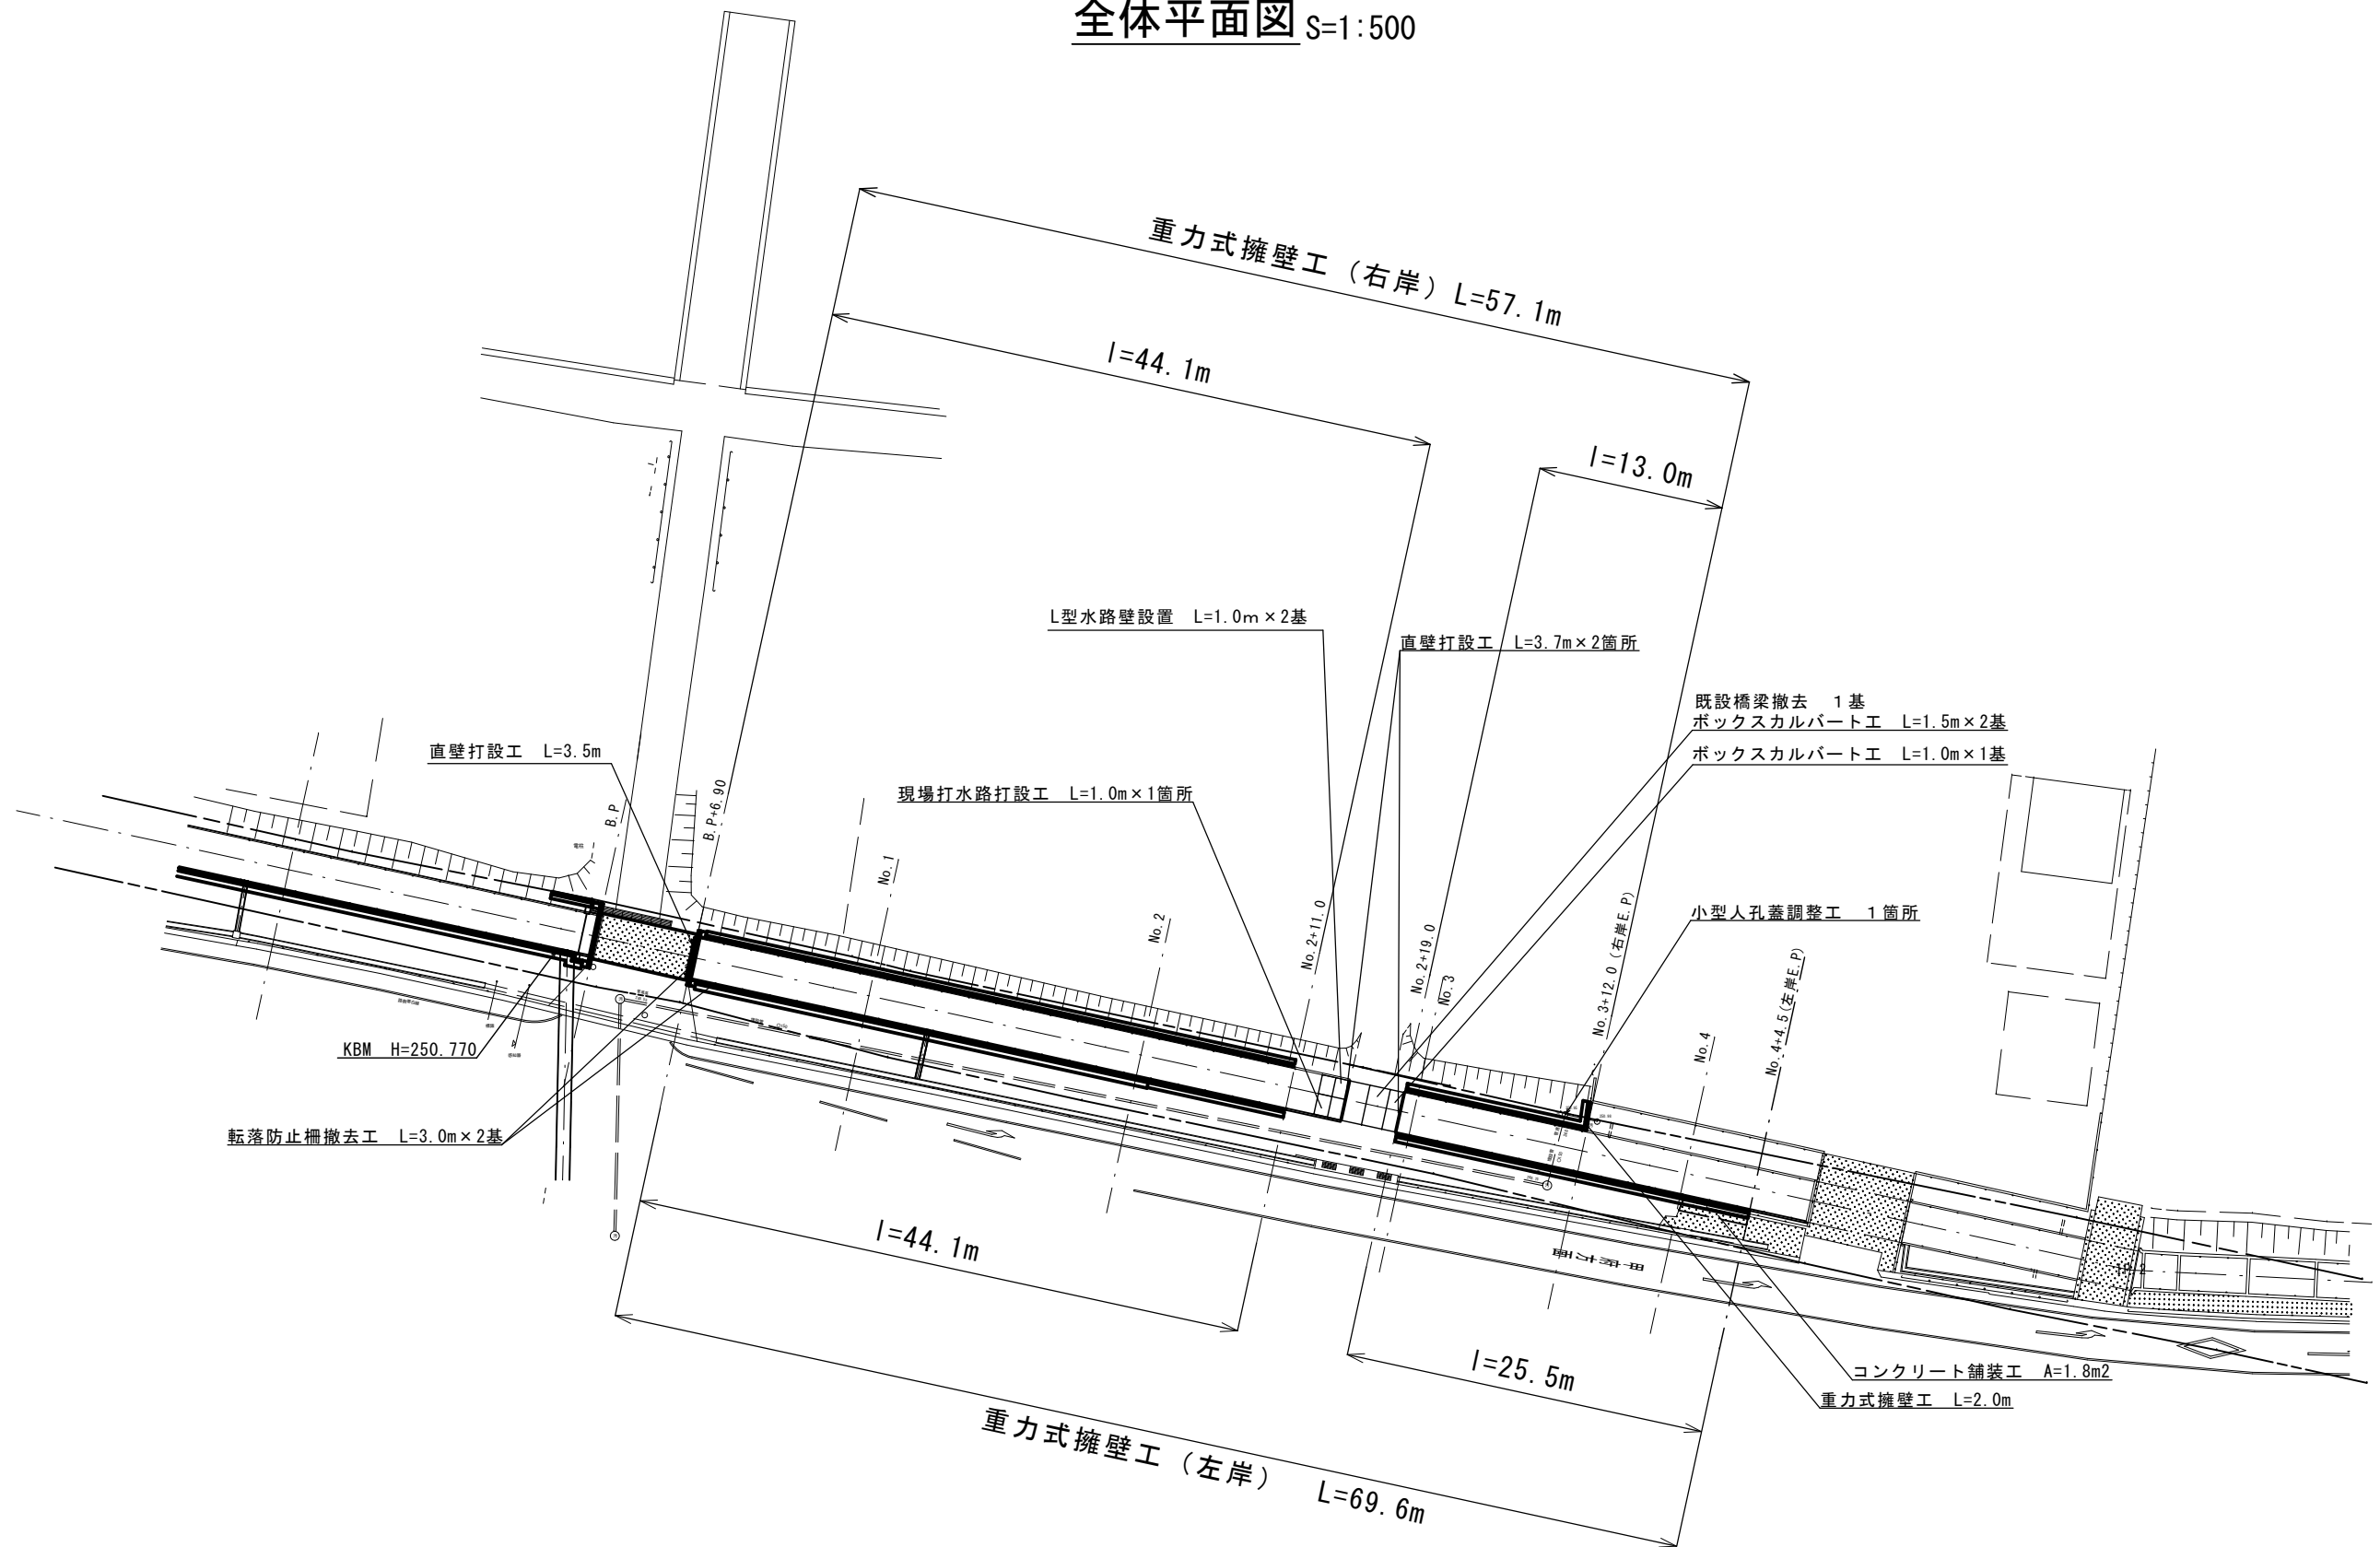 全体平面図 S=1:500
重力式擁壁工（右岸）L=57.1m
l=44.1m
l=13.0m
L型水路壁設置　L=1.0m×2基
直壁打設工　L=3.7m×2箇所
既設橋梁撤去　１基
ボックスカルバート工　L=1.5m×2基
ボックスカルバート工　L=1.0m×1基
直壁打設工　L=3.5m
現場打水路打設工　L=1.0m×1箇所
B.P
B.P+6.90
No.1
No.2
No.2+11.0
No.2+19.0
No.3
No.3+12.0(右岸E.P)
小型人孔蓋調整工　１箇所
No.4
No.4+4.5(左岸E.P)
KBM　H=250.770
転落防止柵撤去工　L=3.0m×2基
l=44.1m
l=25.5m
コンクリート舗装工　A=1.8m2
重力式擁壁工　L=2.0m
重力式擁壁工（左岸）　L=69.6m